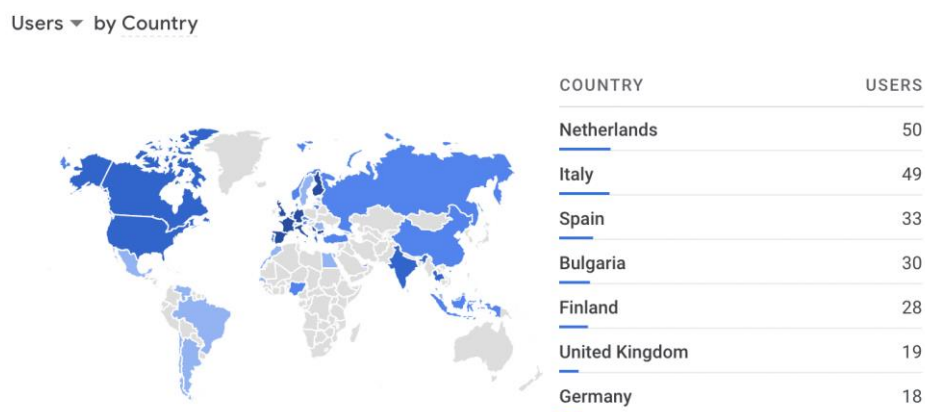 Users by Country
COUNTRY USERS
Netherlands 50
Italy 49
Spain 33
Bulgaria 30
Finland 28
United Kingdom 19
Germany 18